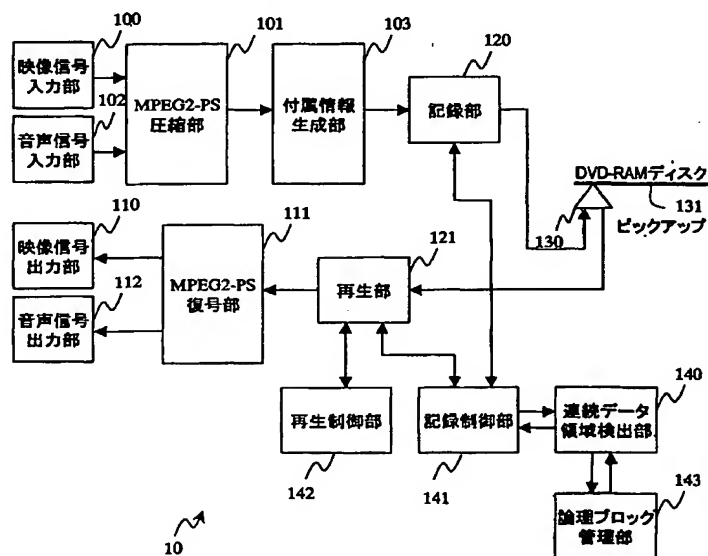 100
映像信号
入力部
102
音声信号
入力部
101
MPEG2-PS
圧縮部
103
付属情報
生成部
120
記録部
DVD-RAMディスク
131
130
ピックアップ
110
映像信号
出力部
112
音声信号
出力部
111
MPEG2-PS
復号部
121
再生部
再生制御部
142
記録制御部
141
140
連続データ
領域検出部
143
論理ブロック
管理部
10